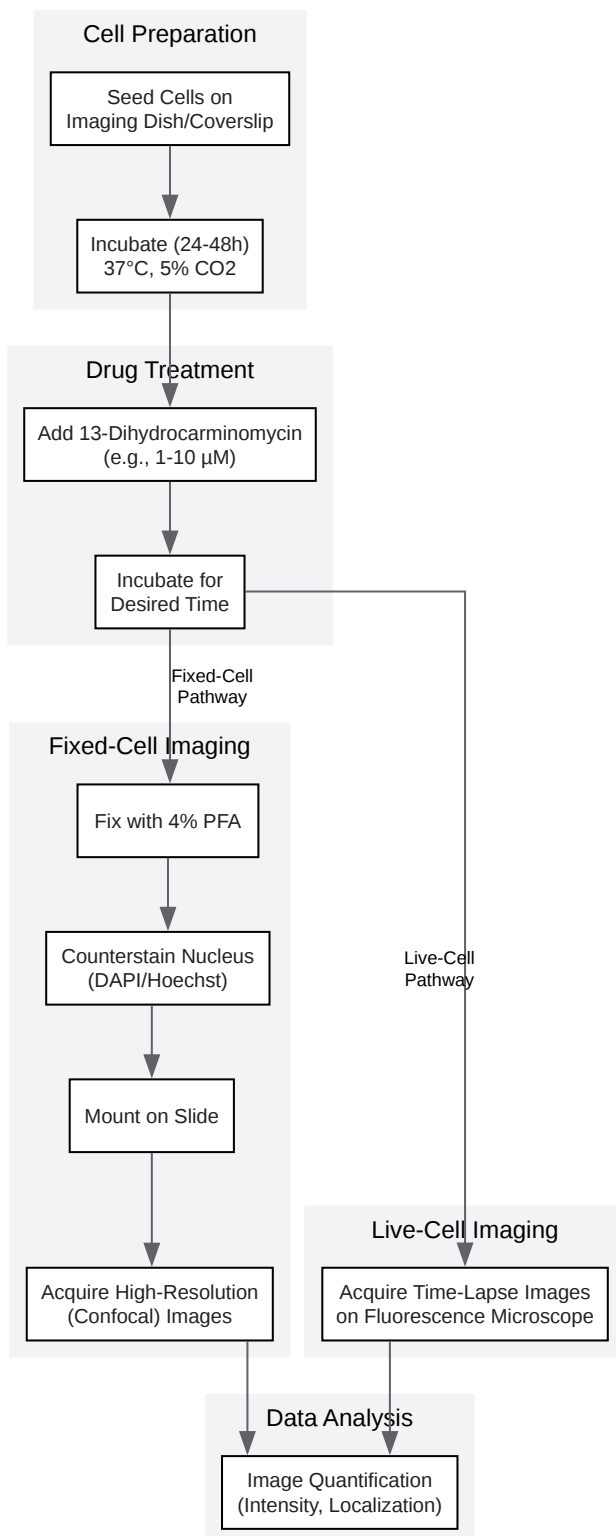 Cell Preparation
Seed Cells on
Imaging Dish/Coverslip
Incubate (24-48h)
37°C, 5% CO2
Drug Treatment
Add 13-Dihydrocarminomycin
(e.g., 1-10 µM)
Incubate for
Desired Time
Fixed-Cell
Pathway
Fixed-Cell Imaging
Fix with 4% PFA
Counterstain Nucleus
(DAPI/Hoechst)
Mount on Slide
Acquire High-Resolution
(Confocal) Images
Live-Cell
Pathway
Live-Cell Imaging
Acquire Time-Lapse Images
on Fluorescence Microscope
Data Analysis
Image Quantification
(Intensity, Localization)